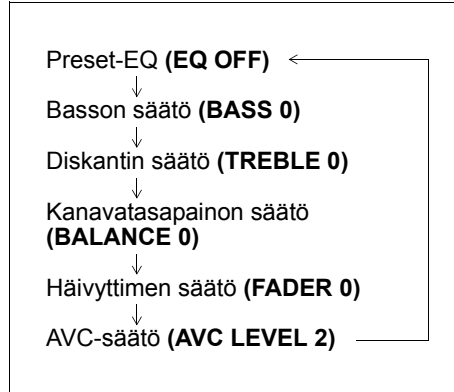 Preset-EQ (EQ OFF)
Basson säätö (BASS 0)
Diskantin säätö (TREBLE 0)
Kanavatasapainon säätö
(BALANCE 0)
Häivyttimen säätö (FADER 0)
AVC-säätö (AVC LEVEL 2)